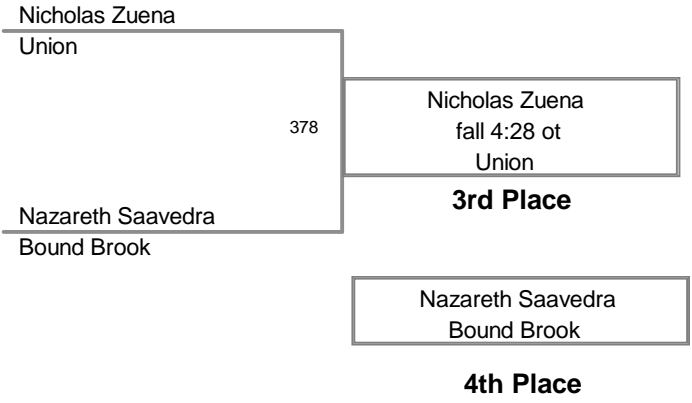 Nicholas Zuena
Union
378
Nicholas Zuena
fall 4:28 ot
Union
3rd Place
Nazareth Saavedra
Bound Brook
Nazareth Saavedra
Bound Brook
4th Place